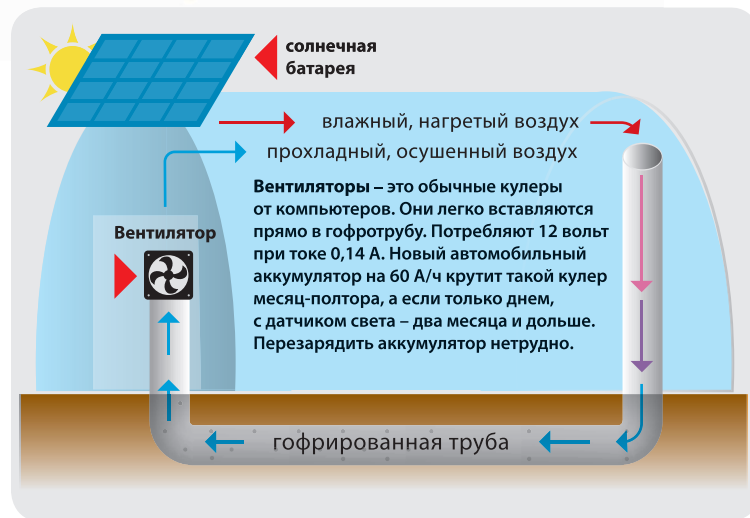 солнечная
батарея
влажный, нагретый воздух
прохладный, осушенный воздух
Вентиляторы – это обычные кулеры
от компьютеров. Они легко вставляются
прямо в гофротрубу. Потребляют 12 вольт
при токе 0,14 А. Новый автомобильный
аккумулятор на 60 А/ч крутит такой кулер
месяц-полтора, а если только днем,
с датчиком света – два месяца и дольше.
Перезарядить аккумулятор нетрудно.
Вентилятор
гофрированная труба